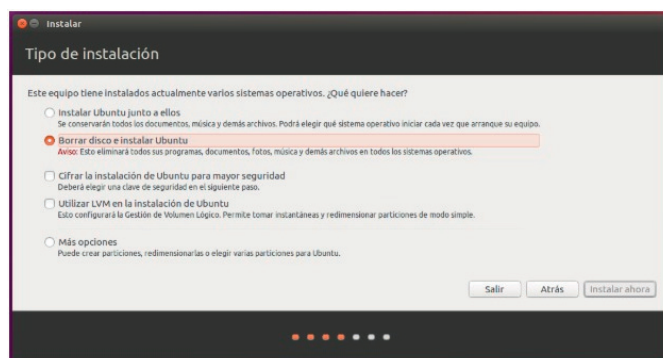 Instalar
Tipo de instalación
Este equipo tiene instalados actualmente varios sistemas operativos. ¿Qué quiere hacer?
Instalar Ubuntu junto a ellos
Se conservarán todos los documentos, música y demás archivos. Podrá elegir qué sistema operativo iniciar cada vez que arranque su equipo.
Borrar disco e instalar Ubuntu
Aviso: Esto eliminará todos sus programas, documentos, fotos, música y demás archivos en todos los sistemas operativos.
Cifrar la instalación de Ubuntu para mayor seguridad
Deberá elegir una clave de seguridad en el siguiente paso.
Utilizar LVM en la instalación de Ubuntu
Esto configurará la Gestión de Volumen Lógico. Permite tomar instantáneas y redimensionar particiones de modo simple.
Más opciones
Puede crear particiones, redimensionarlas o elegir varias particiones para Ubuntu.
Salir Atrás Instalar ahora